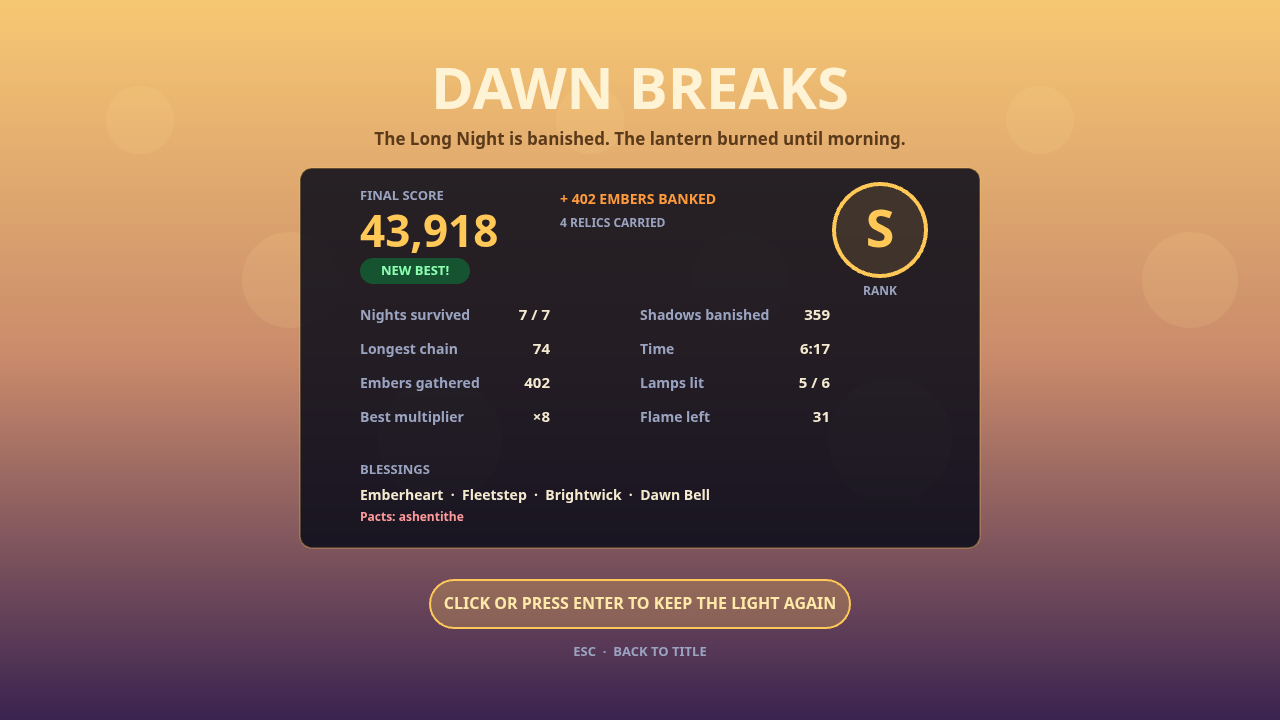 DAWN BREAKS
The Long Night is banished. The lantern burned until morning.
FINAL SCORE
43,918
NEW BEST!
+ 402 EMBERS BANKED
4 RELICS CARRIED
S
RANK
Nights survived 7 / 7
Shadows banished 359
Longest chain 74
Time 6:17
Embers gathered 402
Lamps lit 5 / 6
Best multiplier ×8
Flame left 31
BLESSINGS
Emberheart · Fleetstep · Brightwick · Dawn Bell
Pacts: ashentithe
CLICK OR PRESS ENTER TO KEEP THE LIGHT AGAIN
ESC · BACK TO TITLE